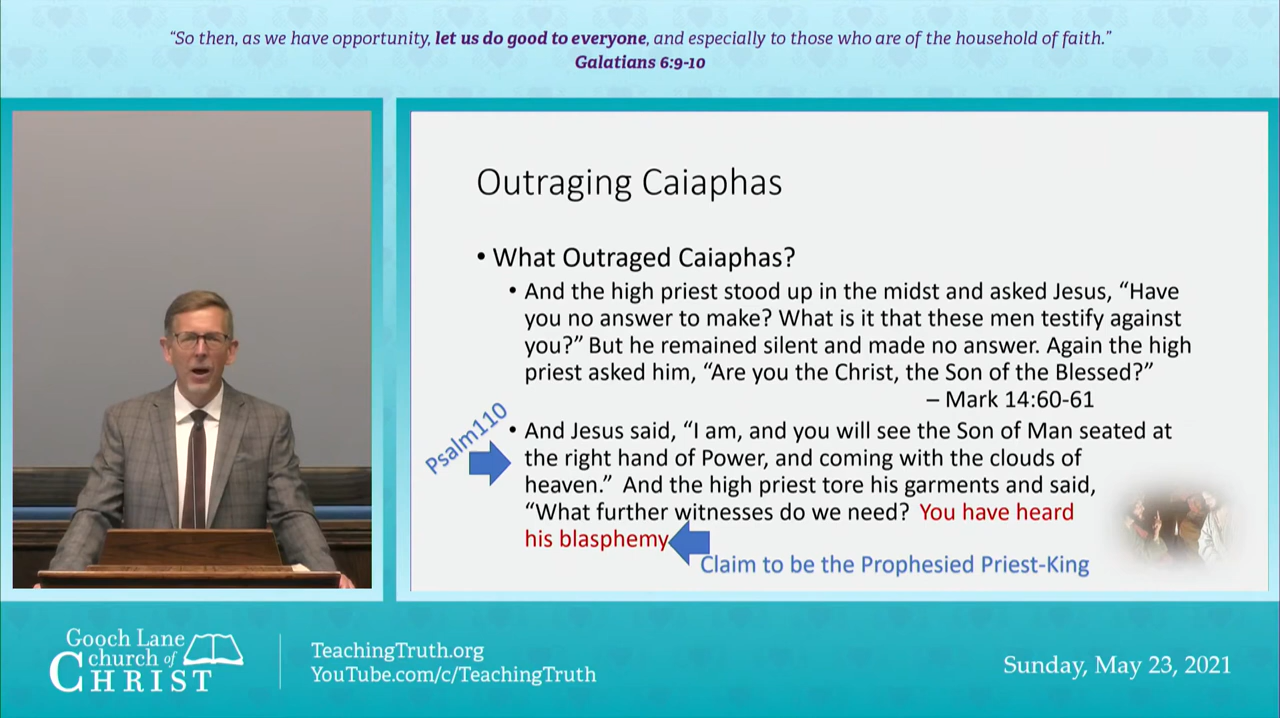 “So then, as we have opportunity, let us do good to everyone, and especially to those who are of the household of faith.”
Galatians 6:9-10
Outraging Caiaphas
• What Outraged Caiaphas?
• And the high priest stood up in the midst and asked Jesus, “Have
you no answer to make? What is it that these men testify against
you?” But he remained silent and made no answer. Again the high
priest asked him, “Are you the Christ, the Son of the Blessed?”
– Mark 14:60-61
Psalm110
• And Jesus said, “I am, and you will see the Son of Man seated at
the right hand of Power, and coming with the clouds of
heaven.” And the high priest tore his garments and said,
“What further witnesses do we need? You have heard
his blasphemy
Claim to be the Prophesied Priest-King
Gooch Lane
church of
CHRIST
TeachingTruth.org
YouTube.com/c/TeachingTruth
Sunday, May 23, 2021